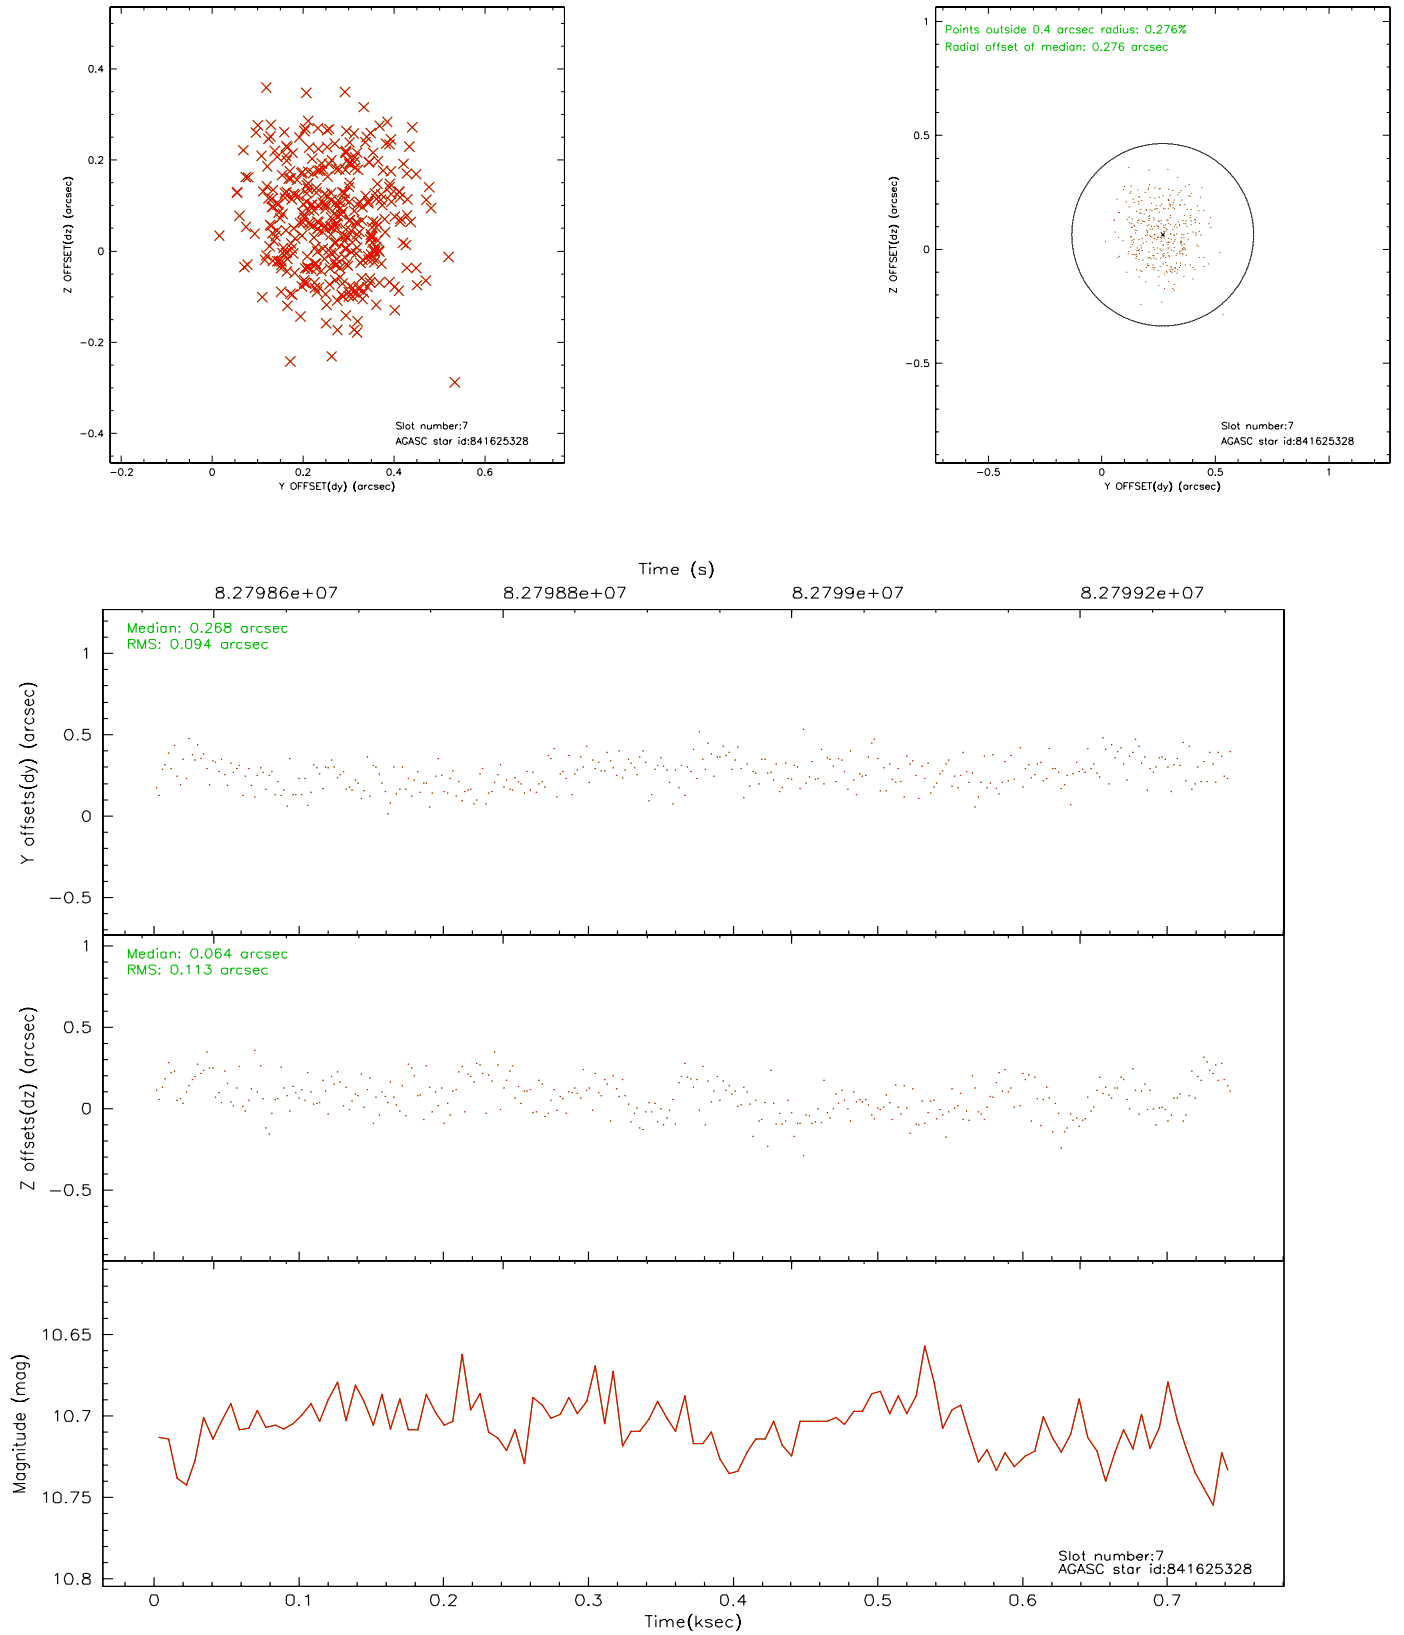 0.4
0.2
0
−0.2
−0.4
Z OFFSET(dz) (arcsec)
Slot number:7
AGASC star id:841625328
−0.2 0 0.2 0.4 0.6
Y OFFSET(dy) (arcsec)
Points outside 0.4 arcsec radius: 0.276%
Radial offset of median: 0.276 arcsec
1
0.5
0
−0.5
Z OFFSET(dz) (arcsec)
Slot number:7
AGASC star id:841625328
−0.5 0 0.5 1
Y OFFSET(dy) (arcsec)
Time (s)
8.27986e+07 8.27988e+07 8.2799e+07 8.27992e+07
Median: 0.268 arcsec
RMS: 0.094 arcsec
1
0.5
0
−0.5
Y offsets(dy) (arcsec)
Median: 0.064 arcsec
RMS: 0.113 arcsec
1
0.5
0
−0.5
Z offsets(dz) (arcsec)
10.65
10.7
10.75
10.8
Magnitude (mag)
Slot number:7
AGASC star id:841625328
0 0.1 0.2 0.3 0.4 0.5 0.6 0.7
Time(ksec)